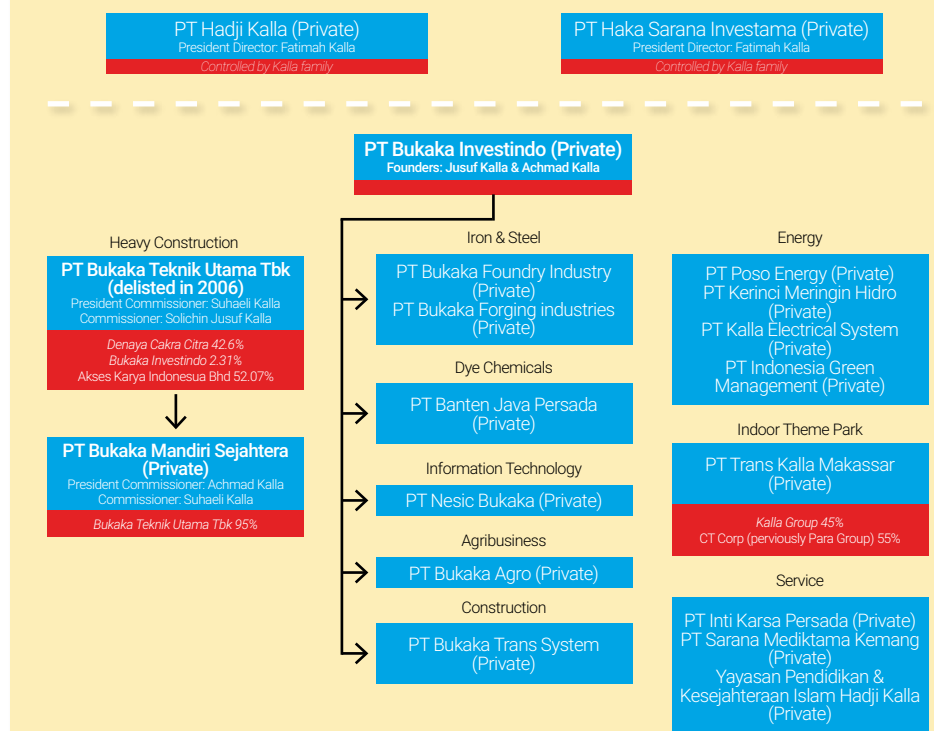 PT Hadji Kalla (Private)
President Director: Fatimah Kalla
Controlled by Kalla family
PT Haka Sarana Investama (Private)
President Director: Fatimah Kalla
Controlled by Kalla family
PT Bukaka Investindo (Private)
Founders: Jusuf Kalla & Achmad Kalla
Heavy Construction
PT Bukaka Teknik Utama Tbk
(delisted in 2006)
President Commissioner: Suhaeli Kalla
Commissioner: Solichin Jusuf Kalla
Denaya Cakra Citra 42.6%
Bukaka Investindo 2.31%
Akses Karya Indonesua Bhd 52.07%
PT Bukaka Mandiri Sejahtera
(Private)
President Commissioner: Achmad Kalla
Commissioner: Suhaeli Kalla
Bukaka Teknik Utama Tbk 95%
Iron & Steel
PT Bukaka Foundry Industry
(Private)
PT Bukaka Forging industries
(Private)
Dye Chemicals
PT Banten Java Persada
(Private)
Information Technology
PT Nesic Bukaka (Private)
Agribusiness
PT Bukaka Agro (Private)
Construction
PT Bukaka Trans System
(Private)
Energy
PT Poso Energy (Private)
PT Kerinci Meringin Hidro
(Private)
PT Kalla Electrical System
(Private)
PT Indonesia Green
Management (Private)
Indoor Theme Park
PT Trans Kalla Makassar
(Private)
Kalla Group 45%
CT Corp (perviously Para Group) 55%
Service
PT Inti Karsa Persada (Private)
PT Sarana Mediktama Kemang
(Private)
Yayasan Pendidikan &
Kesejahteraan Islam Hadji Kalla
(Private)